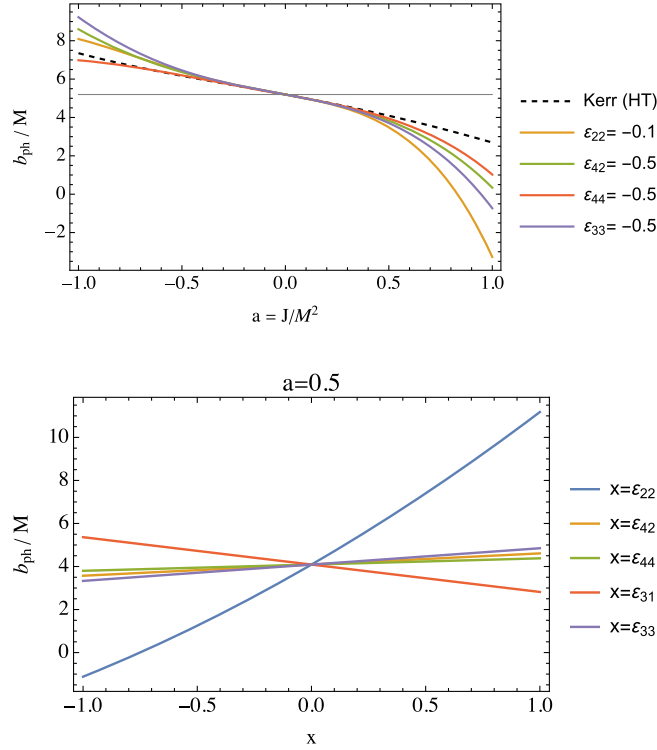 b_ph / M
8
6
4
2
0
−2
−1.0 −0.5 0.0 0.5 1.0
a = J/M²
Kerr (HT)
ε₂₂= −0.1
ε₄₂= −0.5
ε₄₄= −0.5
ε₃₃= −0.5
a=0.5
b_ph / M
10
8
6
4
2
0
−1.0 −0.5 0.0 0.5 1.0
x
x=ε₂₂
x=ε₄₂
x=ε₄₄
x=ε₃₁
x=ε₃₃